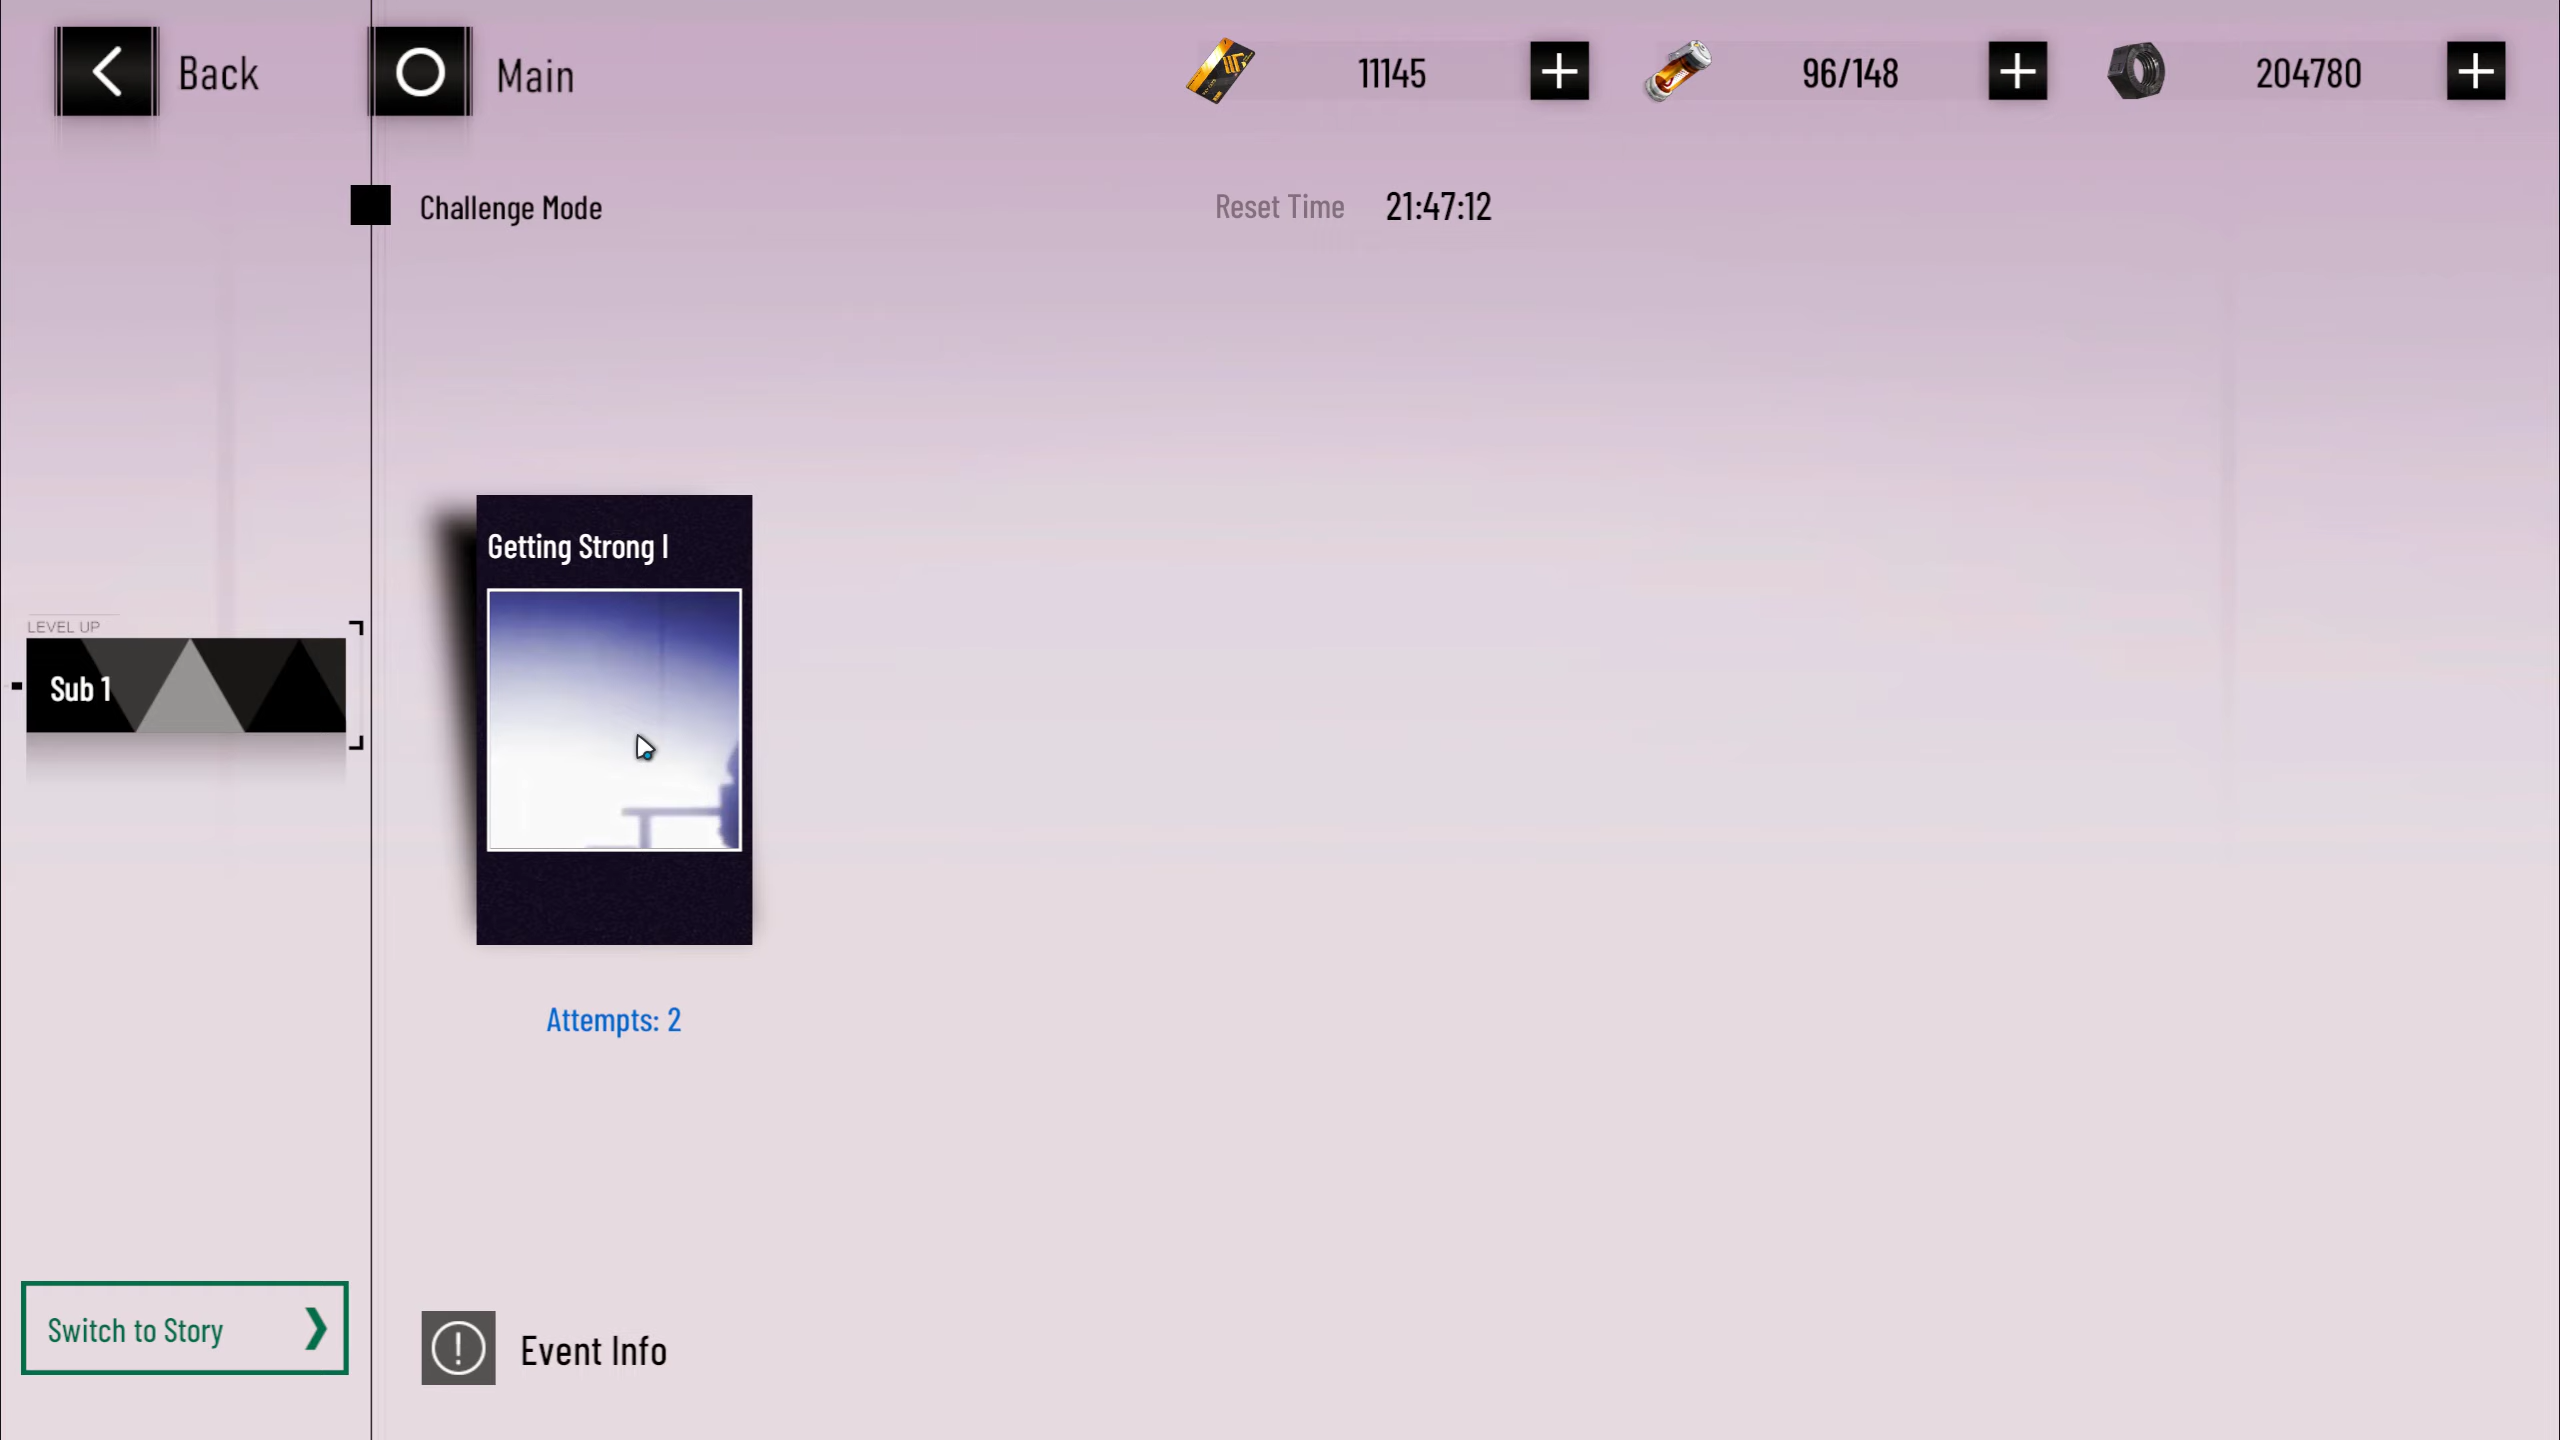 Back
Main
11145
96/148
204780
Challenge Mode
Reset Time 21:47:12
Getting Strong I
LEVEL UP
Sub 1
Attempts: 2
Switch to Story
Event Info